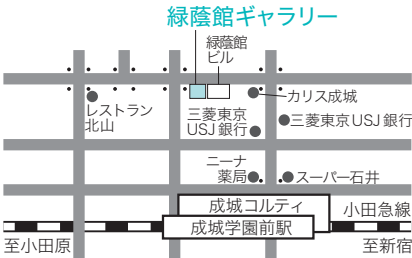 緑蔭館ギャラリー
緑蔭館
ビル
レストラン
北山
三菱東京
USJ 銀行
カリス成城
三菱東京USJ 銀行
ニーナ
薬局
スーパー石井
成城コルティ
小田急線
成城学園前駅
至小田原
至新宿